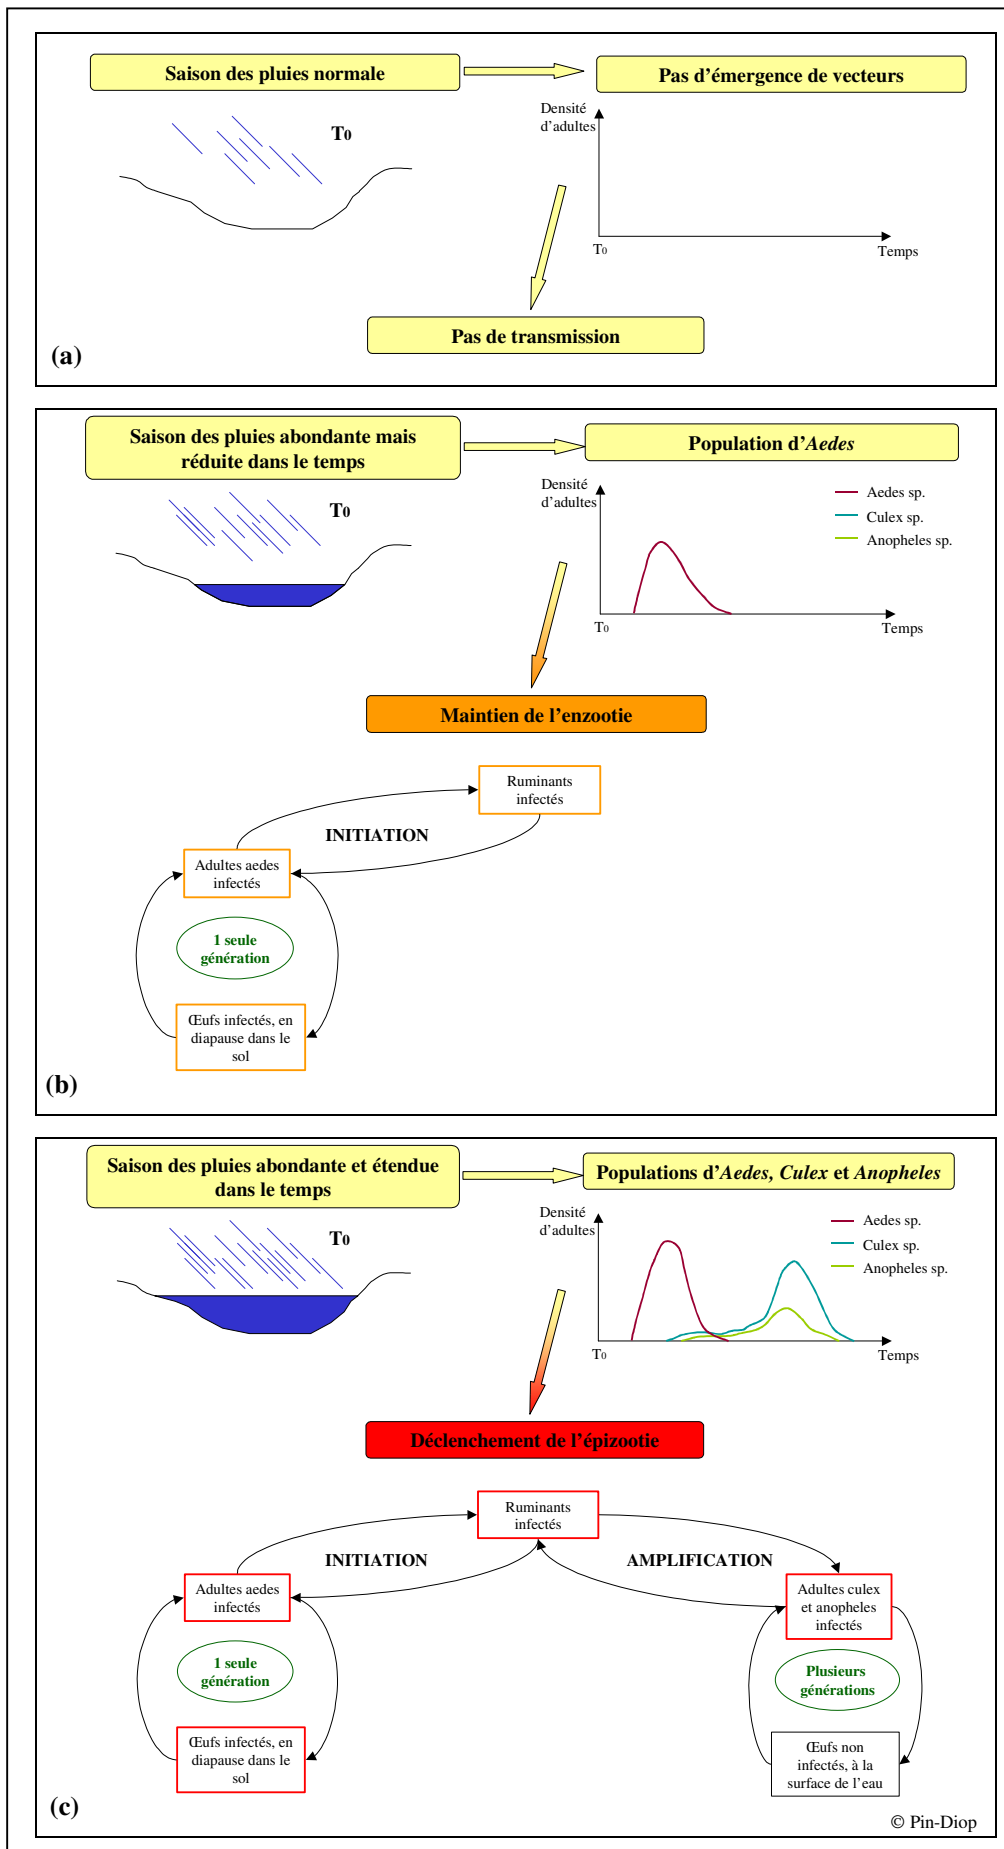 Saison des pluies normale
Pas d'émergence de vecteurs
T0
Densité
d'adultes
T0
Temps
Pas de transmission
(a)
Saison des pluies abondante mais
réduite dans le temps
Population d'Aedes
T0
Densité
d'adultes
Aedes sp.
Culex sp.
Anopheles sp.
T0
Temps
Maintien de l'enzootie
Ruminants
infectés
INITIATION
Adultes aedes
infectés
1 seule
génération
Œufs infectés, en
diapause dans le
sol
(b)
Saison des pluies abondante et étendue
dans le temps
Populations d'Aedes, Culex et Anopheles
T0
Densité
d'adultes
Aedes sp.
Culex sp.
Anopheles sp.
T0
Temps
Déclenchement de l'épizootie
Ruminants
infectés
INITIATION
AMPLIFICATION
Adultes aedes
infectés
Adultes culex
et anopheles
infectés
1 seule
génération
Plusieurs
générations
Œufs infectés, en
diapause dans le
sol
Œufs non
infectés, à la
surface de l'eau
(c)
© Pin-Diop